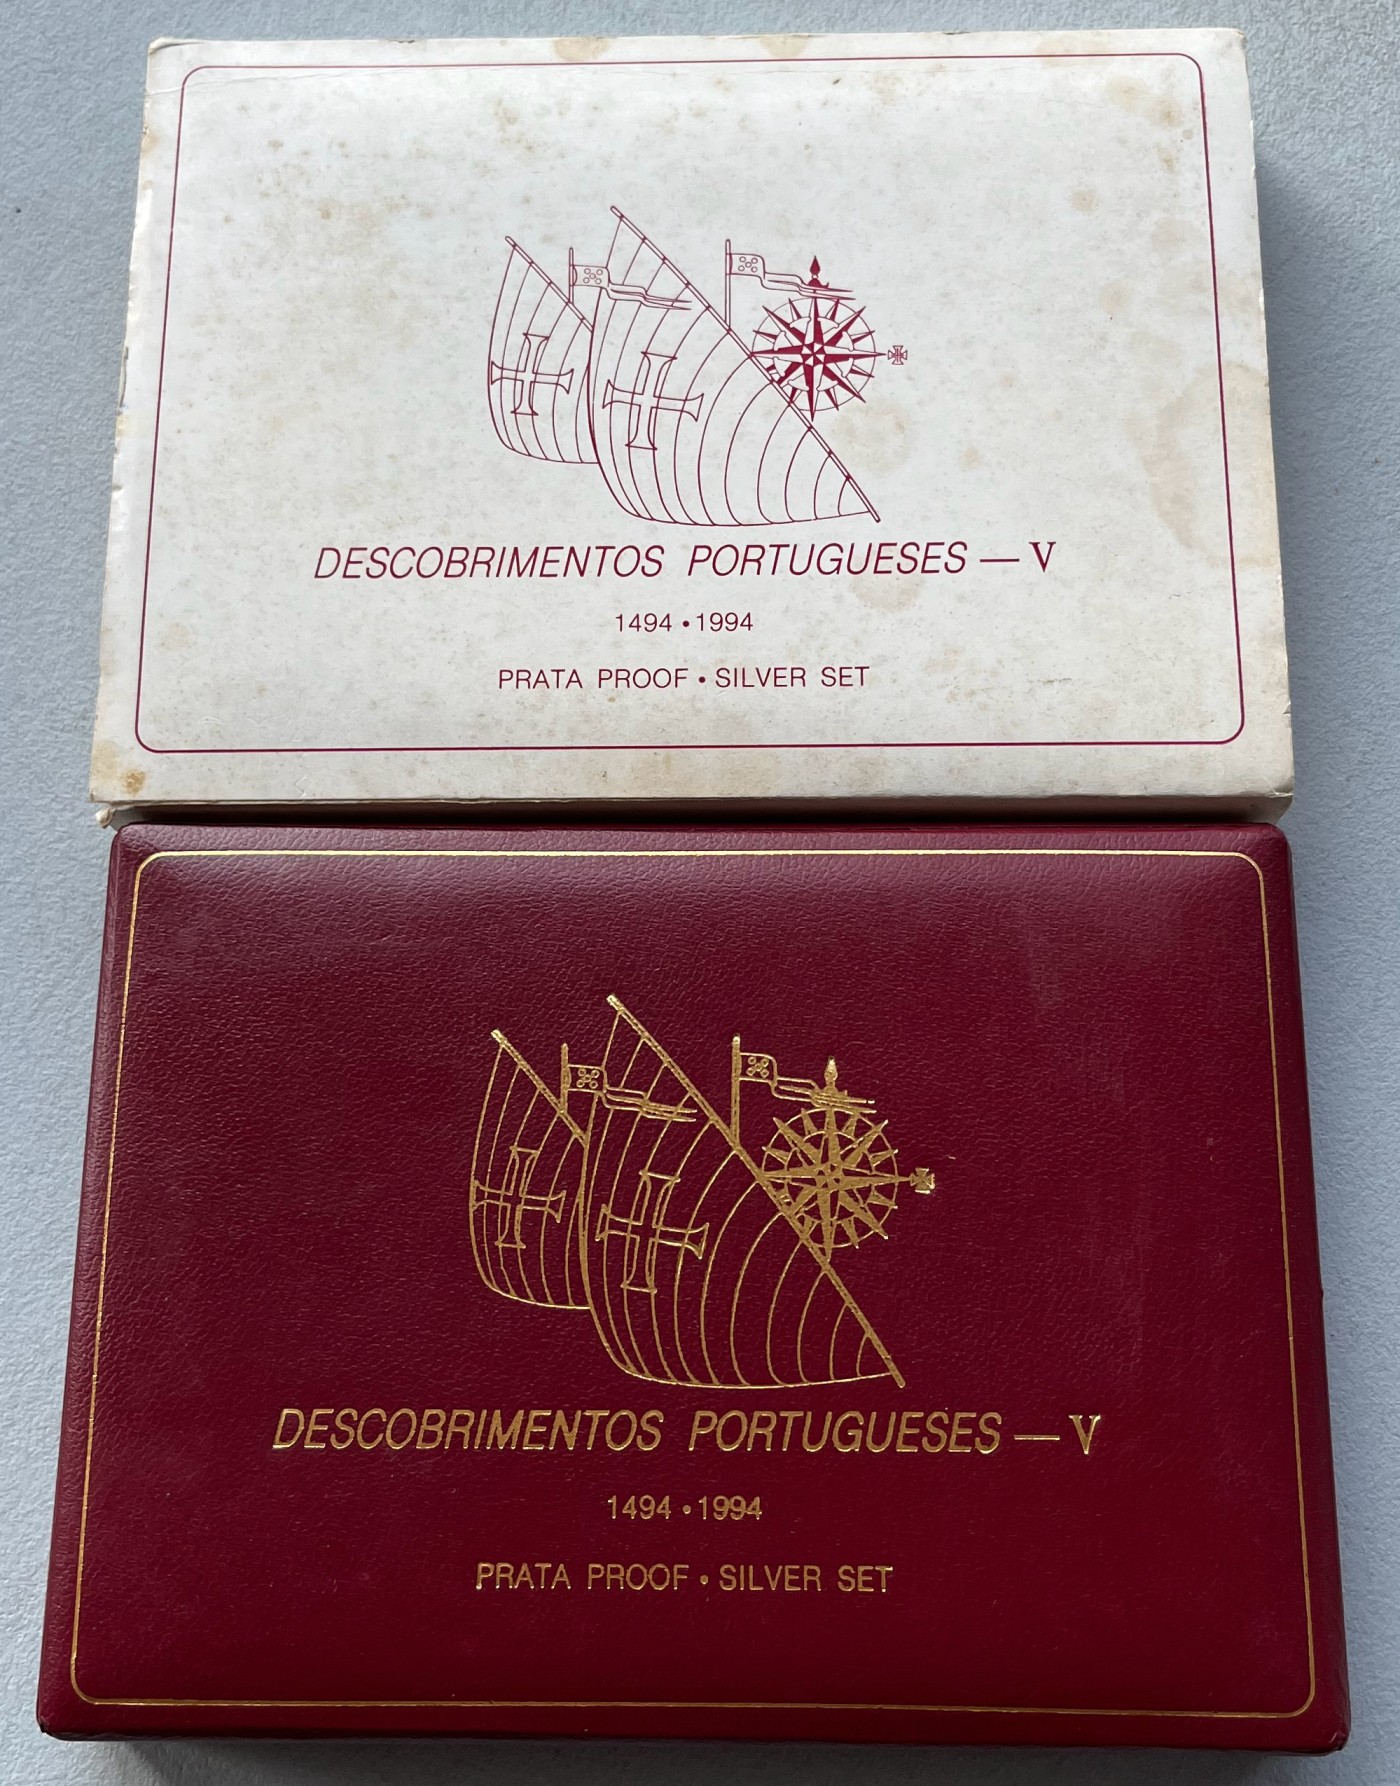 DESCOBRIMENTOS PORTUGUESES — V
1494 • 1994
PRATA PROOF • SILVER SET
DESCOBRIMENTOS PORTUGUESES — V
1494 • 1994
PRATA PROOF • SILVER SET